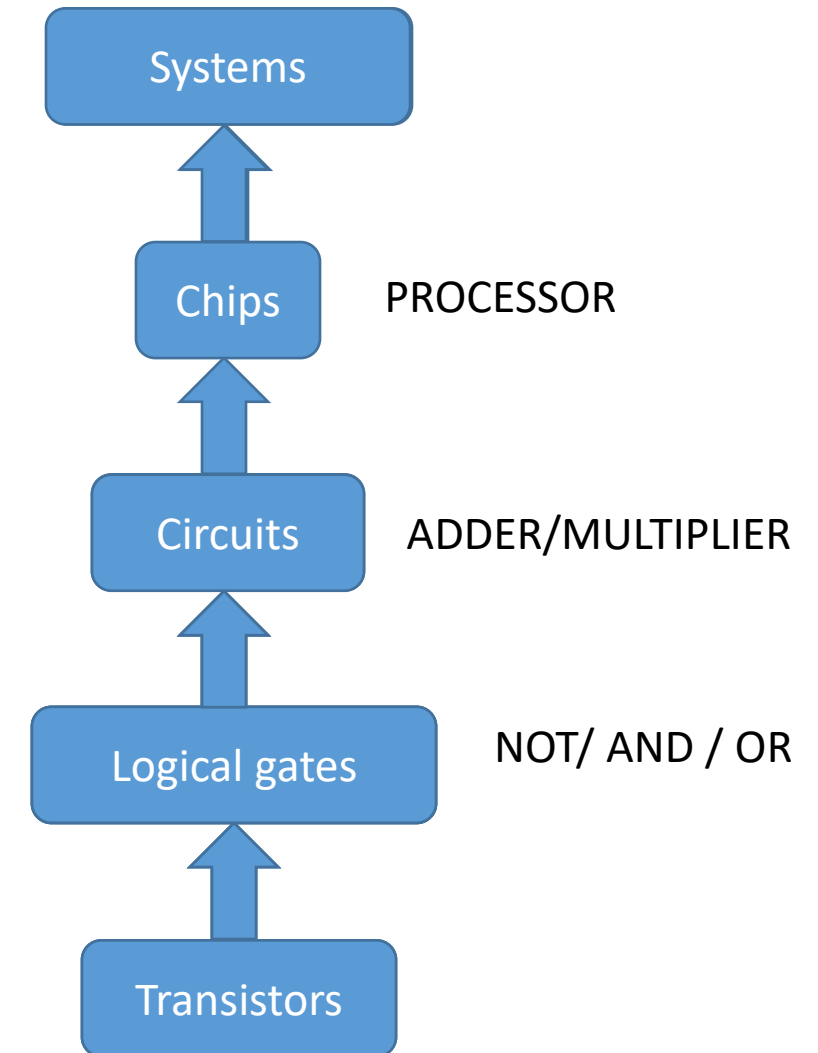 Systems
Chips
PROCESSOR
Circuits
ADDER/MULTIPLIER
Logical gates
NOT/ AND / OR
Transistors